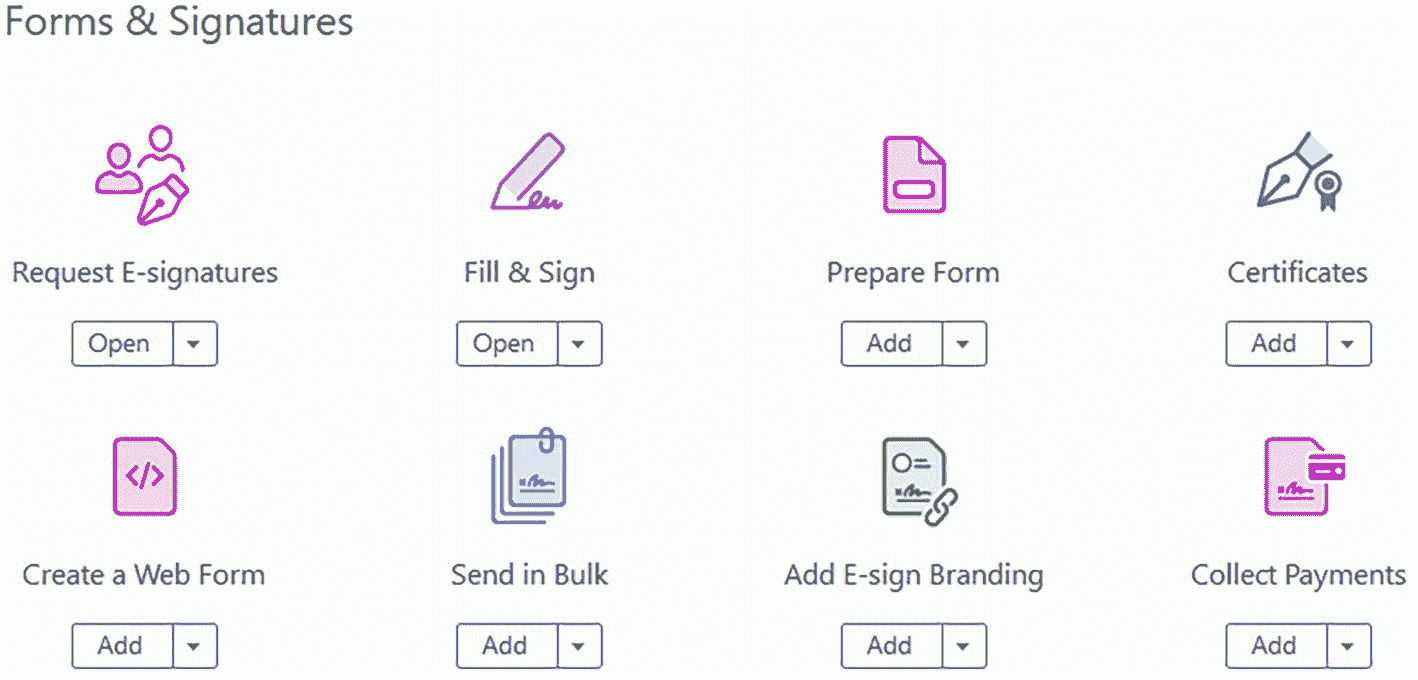 Forms & Signatures
Request E-signatures
Fill & Sign
Prepare Form
Certificates
Open
Open
Add
Add
Create a Web Form
Send in Bulk
Add E-sign Branding
Collect Payments
Add
Add
Add
Add